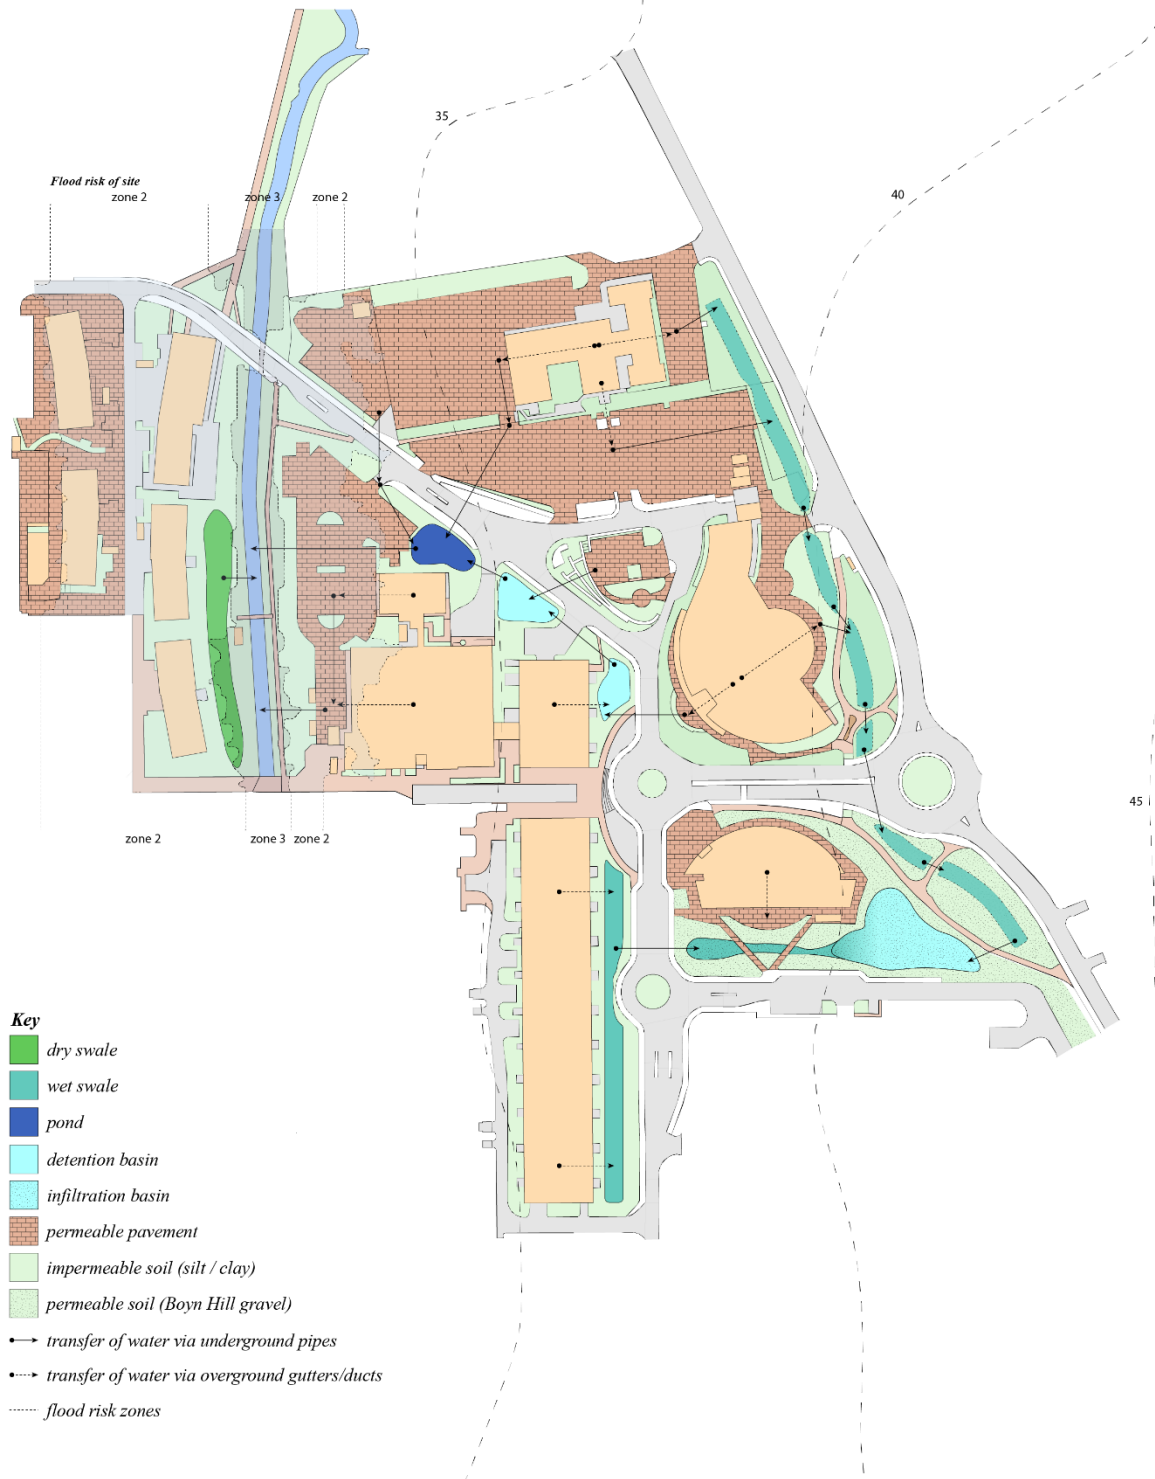 35
40
Flood risk of site
zone 2
zone 3
zone 2
45
zone 2
zone 3
zone 2
Key
dry swale
wet swale
pond
detention basin
infiltration basin
permeable pavement
impermeable soil (silt / clay)
permeable soil (Boyn Hill gravel)
transfer of water via underground pipes
transfer of water via overground gutters/ducts
flood risk zones